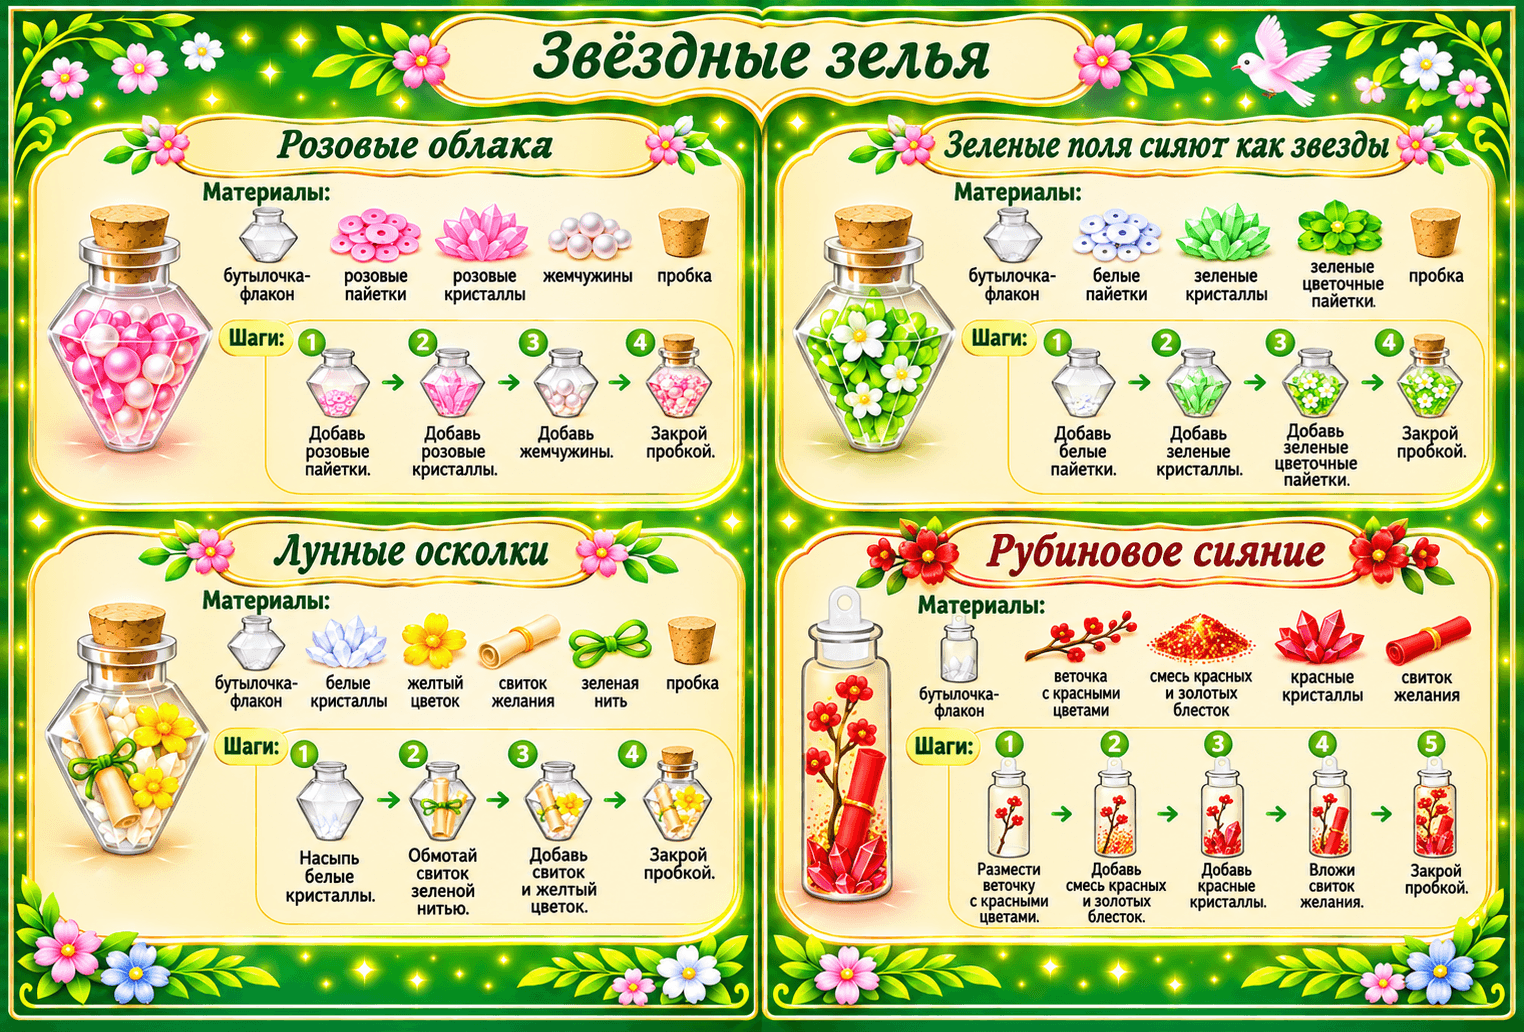 Звёздные зелья
Розовые облака
Материалы:
бутылочка-
флакон
розовые
пайетки
розовые
кристаллы
жемчужины
пробка
Шаги:
1
2
3
4
Добавь
розовые
пайетки.
Добавь
розовые
кристаллы.
Добавь
жемчужины.
Закрой
пробкой.
Зеленые поля сияют как звезды
Материалы:
бутылочка-
флакон
белые
пайетки
зеленые
кристаллы
зеленые
цветочные
пайетки.
пробка
Шаги:
1
2
3
4
Добавь
белые
пайетки.
Добавь
зеленые
кристаллы.
Добавь
зеленые
цветочные
пайетки.
Закрой
пробкой.
Лунные осколки
Материалы:
бутылочка-
флакон
белые
кристаллы
желтый
цветок
свиток
желания
зеленая
нить
пробка
Шаги:
1
2
3
4
Насыпь
белые
кристаллы.
Обмотай
свиток
зеленой
нитью.
Добавь
свиток
и желтый
цветок.
Закрой
пробкой.
Рубиновое сияние
Материалы:
бутылочка-
флакон
веточка
с красными
цветами
смесь красных
и золотых
блесток
красные
кристаллы
свиток
желания
Шаги:
1
2
3
4
5
Размести
веточку
с красными
цветами.
Добавь
смесь красных
и золотых
блесток.
Добавь
красные
кристаллы.
Вложи
свиток
желания.
Закрой
пробкой.